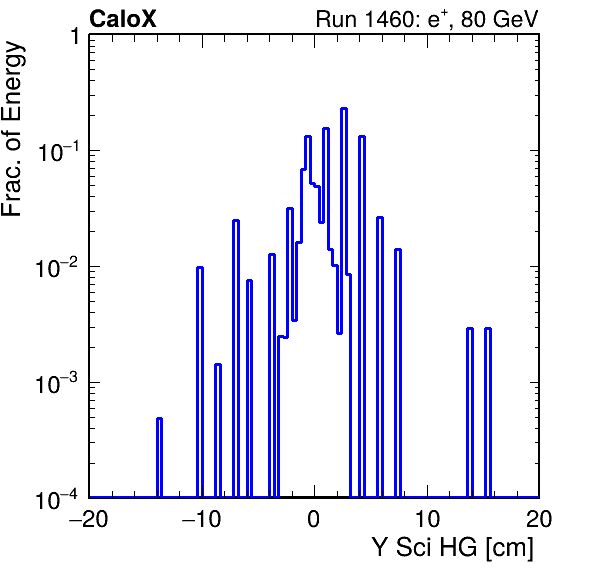 CaloX Run 1460: e⁺, 80 GeV
Frac. of Energy
1
10⁻¹
10⁻²
10⁻³
10⁻⁴
−20 −10 0 10 20
Y Sci HG [cm]